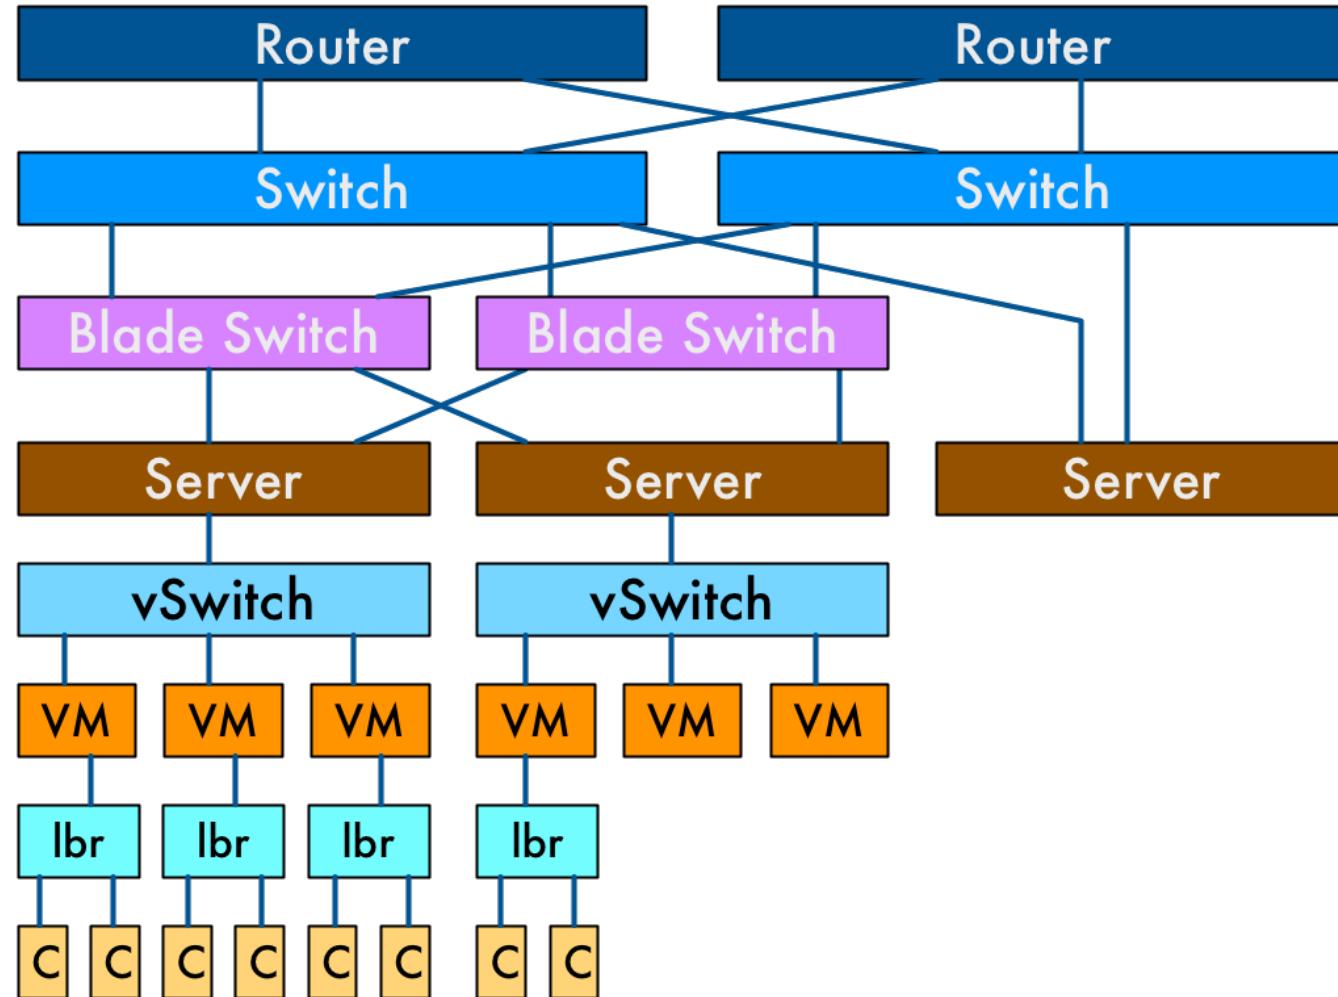 Router
Router
Switch
Switch
Blade Switch
Blade Switch
Server
Server
Server
vSwitch
vSwitch
VM
VM
VM
VM
VM
VM
lbr
lbr
lbr
lbr
C
C
C
C
C
C
C
C